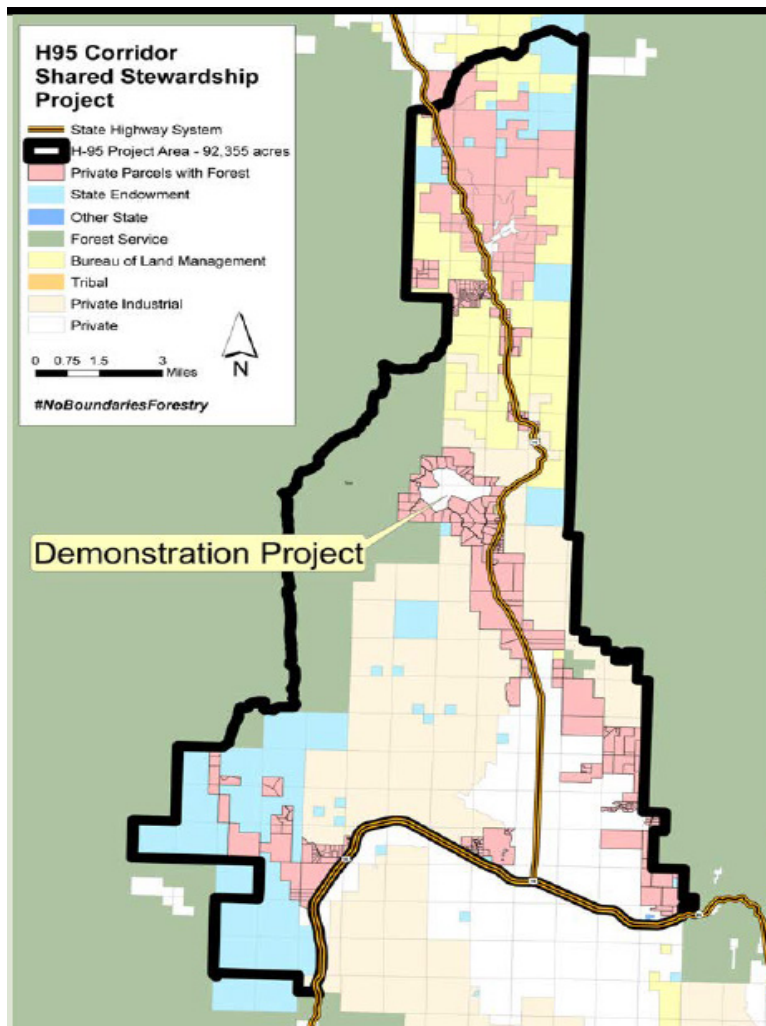 H95 Corridor
Shared Stewardship
Project
State Highway System
H-95 Project Area - 92,355 acres
Private Parcels with Forest
State Endowment
Other State
Forest Service
Bureau of Land Management
Tribal
Private Industrial
Private
0 0.75 1.5 3
Miles
N
#NoBoundariesForestry
Demonstration Project